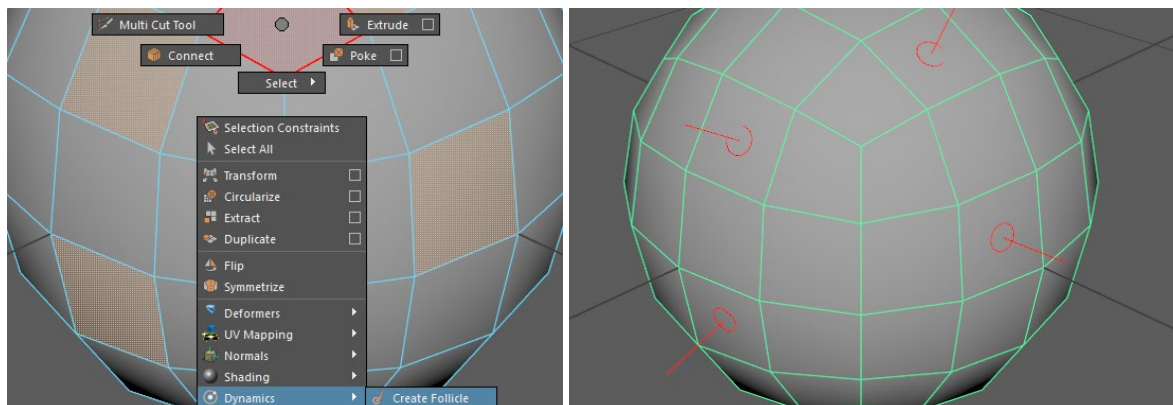 Multi Cut Tool
Extrude
Connect
Poke
Select
Selection Constraints
Select All
Transform
Circularize
Extract
Duplicate
Flip
Symmetrize
Deformers
UV Mapping
Normals
Shading
Dynamics
Create Follicle